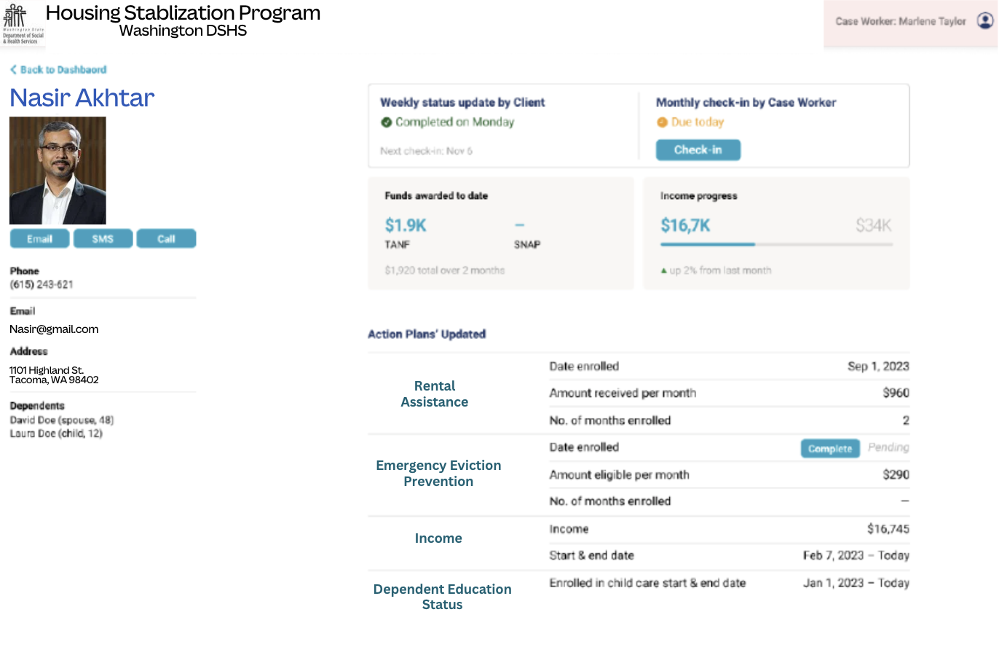 Washington State
Department of Social
& Health Services
Housing Stablization Program
Washington DSHS
Case Worker: Marlene Taylor
Back to Dashbaord
Nasir Akhtar
Email
SMS
Call
Phone
(615) 243-621
Email
Nasir@gmail.com
Address
1101 Highland St.
Tacoma, WA 98402
Dependents
David Doe (spouse, 48)
Laura Doe (child, 12)
Weekly status update by Client
Completed on Monday
Next check-in: Nov 6
Monthly check-in by Case Worker
Due today
Check-in
Funds awarded to date
$1.9K
–
TANF
SNAP
$1,920 total over 2 months
Income progress
$16,7K
$34K
up 2% from last month
Action Plans’ Updated
Rental
Assistance
Date enrolled
Sep 1, 2023
Amount received per month
$960
No. of months enrolled
2
Emergency Eviction
Prevention
Date enrolled
Complete
Pending
Amount eligible per month
$290
No. of months enrolled
–
Income
Income
$16,745
Start & end date
Feb 7, 2023 – Today
Dependent Education
Status
Enrolled in child care start & end date
Jan 1, 2023 – Today